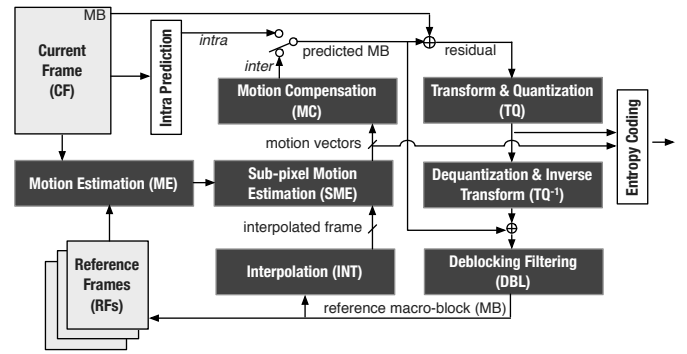 MB
Current
Frame
(CF)
Intra Prediction
intra
inter
predicted MB
residual
Motion Compensation
(MC)
Transform & Quantization
(TQ)
Entropy Coding
motion vectors
Motion Estimation (ME)
Sub-pixel Motion
Estimation (SME)
Dequantization & Inverse
Transform (TQ-1)
interpolated frame
Reference
Frames
(RFs)
Interpolation (INT)
Deblocking Filtering
(DBL)
reference macro-block (MB)